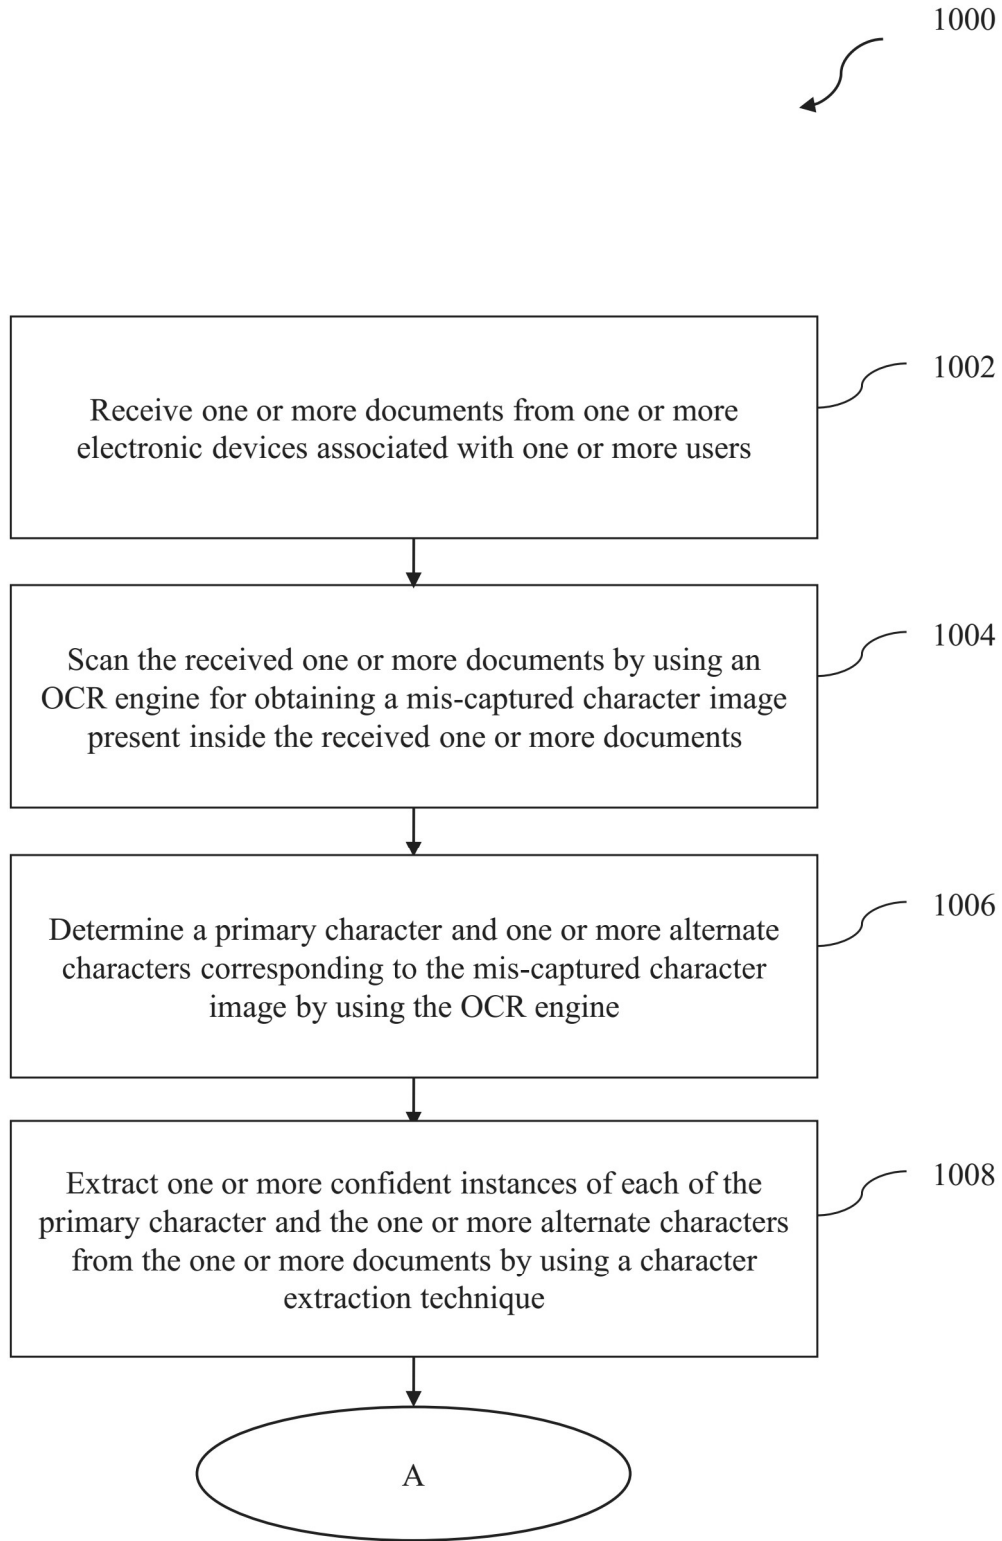 1000
Receive one or more documents from one or more
electronic devices associated with one or more users
1002
Scan the received one or more documents by using an
OCR engine for obtaining a mis-captured character image
present inside the received one or more documents
1004
Determine a primary character and one or more alternate
characters corresponding to the mis-captured character
image by using the OCR engine
1006
Extract one or more confident instances of each of the
primary character and the one or more alternate characters
from the one or more documents by using a character
extraction technique
1008
A